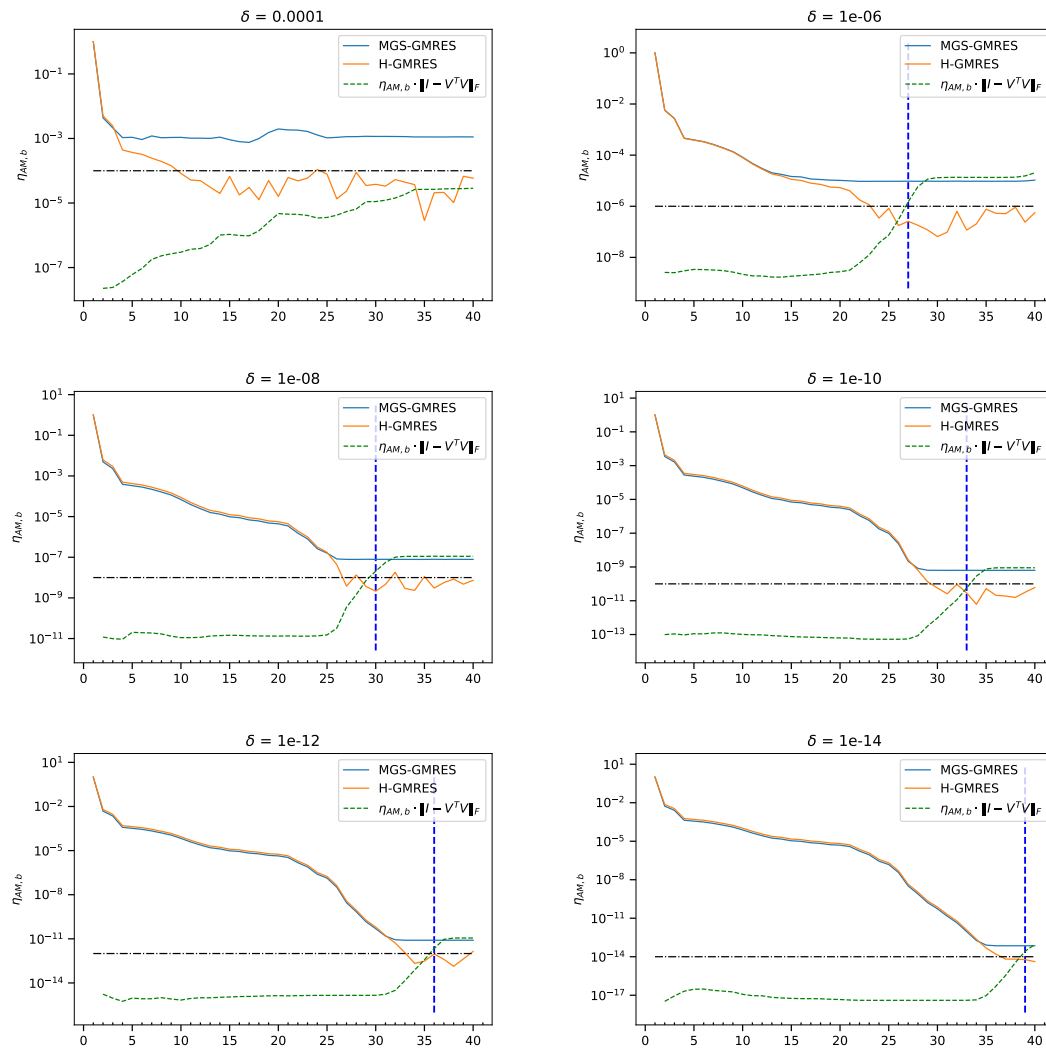 δ = 0.0001
MGS-GMRES
H-GMRES
η_{AM, b} · ‖I − V^T V‖_F
η_{AM, b}
10^{-1}
10^{-3}
10^{-5}
10^{-7}
0 5 10 15 20 25 30 35 40
δ = 1e-06
MGS-GMRES
H-GMRES
η_{AM, b} · ‖I − V^T V‖_F
η_{AM, b}
10^{0}
10^{-2}
10^{-4}
10^{-6}
10^{-8}
0 5 10 15 20 25 30 35 40
δ = 1e-08
MGS-GMRES
H-GMRES
η_{AM, b} · ‖I − V^T V‖_F
η_{AM, b}
10^{1}
10^{-1}
10^{-3}
10^{-5}
10^{-7}
10^{-9}
10^{-11}
0 5 10 15 20 25 30 35 40
δ = 1e-10
MGS-GMRES
H-GMRES
η_{AM, b} · ‖I − V^T V‖_F
η_{AM, b}
10^{1}
10^{-1}
10^{-3}
10^{-5}
10^{-7}
10^{-9}
10^{-11}
10^{-13}
0 5 10 15 20 25 30 35 40
δ = 1e-12
MGS-GMRES
H-GMRES
η_{AM, b} · ‖I − V^T V‖_F
η_{AM, b}
10^{1}
10^{-2}
10^{-5}
10^{-8}
10^{-11}
10^{-14}
0 5 10 15 20 25 30 35 40
δ = 1e-14
MGS-GMRES
H-GMRES
η_{AM, b} · ‖I − V^T V‖_F
η_{AM, b}
10^{1}
10^{-2}
10^{-5}
10^{-8}
10^{-11}
10^{-14}
10^{-17}
0 5 10 15 20 25 30 35 40